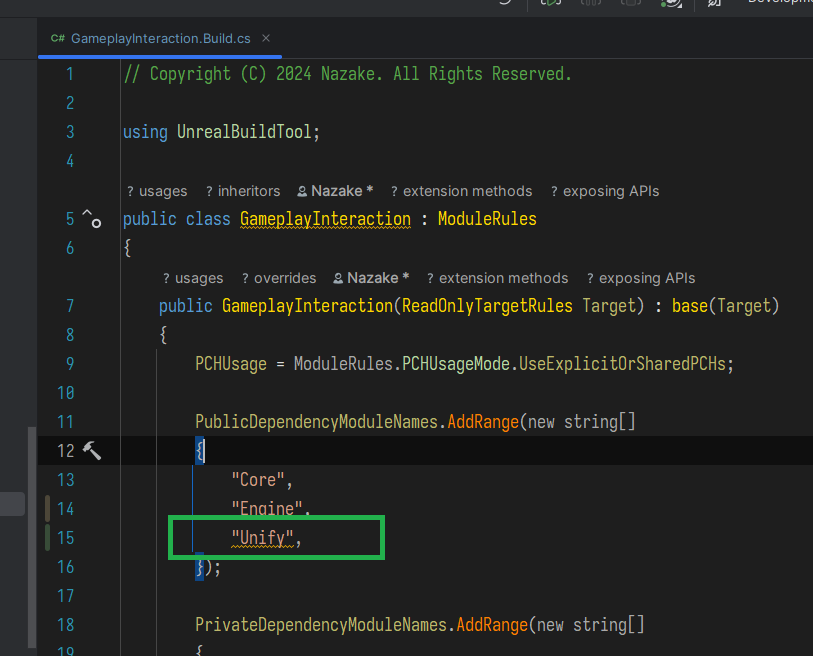 Developm
C# GameplayInteraction.Build.cs ×
1 // Copyright (C) 2024 Nazake. All Rights Reserved.
2
3 using UnrealBuildTool;
4
? usages ? inheritors Nazake * ? extension methods ? exposing APIs
5 public class GameplayInteraction : ModuleRules
6 {
? usages ? overrides Nazake * ? extension methods ? exposing APIs
7 public GameplayInteraction(ReadOnlyTargetRules Target) : base(Target)
8 {
9 PCHUsage = ModuleRules.PCHUsageMode.UseExplicitOrSharedPCHs;
10
11 PublicDependencyModuleNames.AddRange(new string[]
12 {
13 "Core",
14 "Engine",
15 "Unify",
16 });
17
18 PrivateDependencyModuleNames.AddRange(new string[]
19 {